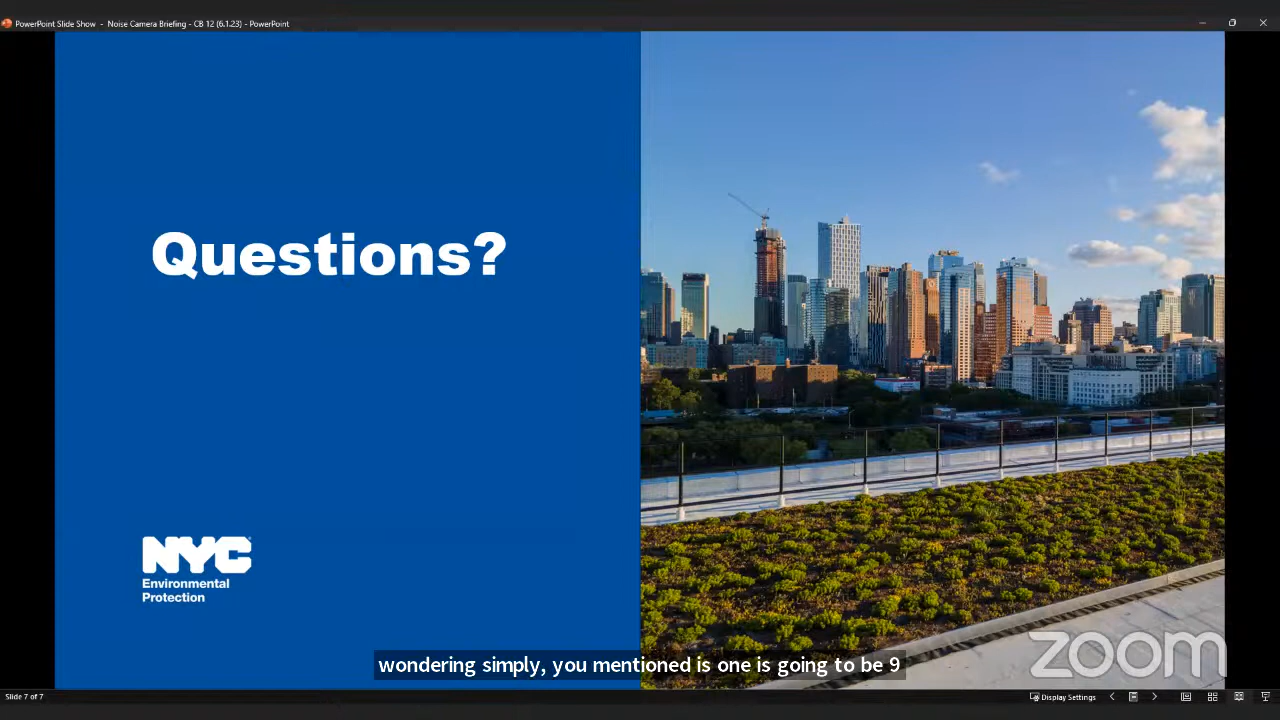 PowerPoint Slide Show - Noise Camera Briefing - CB 12 (6.1.23) - PowerPoint
Questions?
NYC
Environmental
Protection
wondering simply, you mentioned is one is going to be 9
zoom
Slide 7 of 7
Display Settings